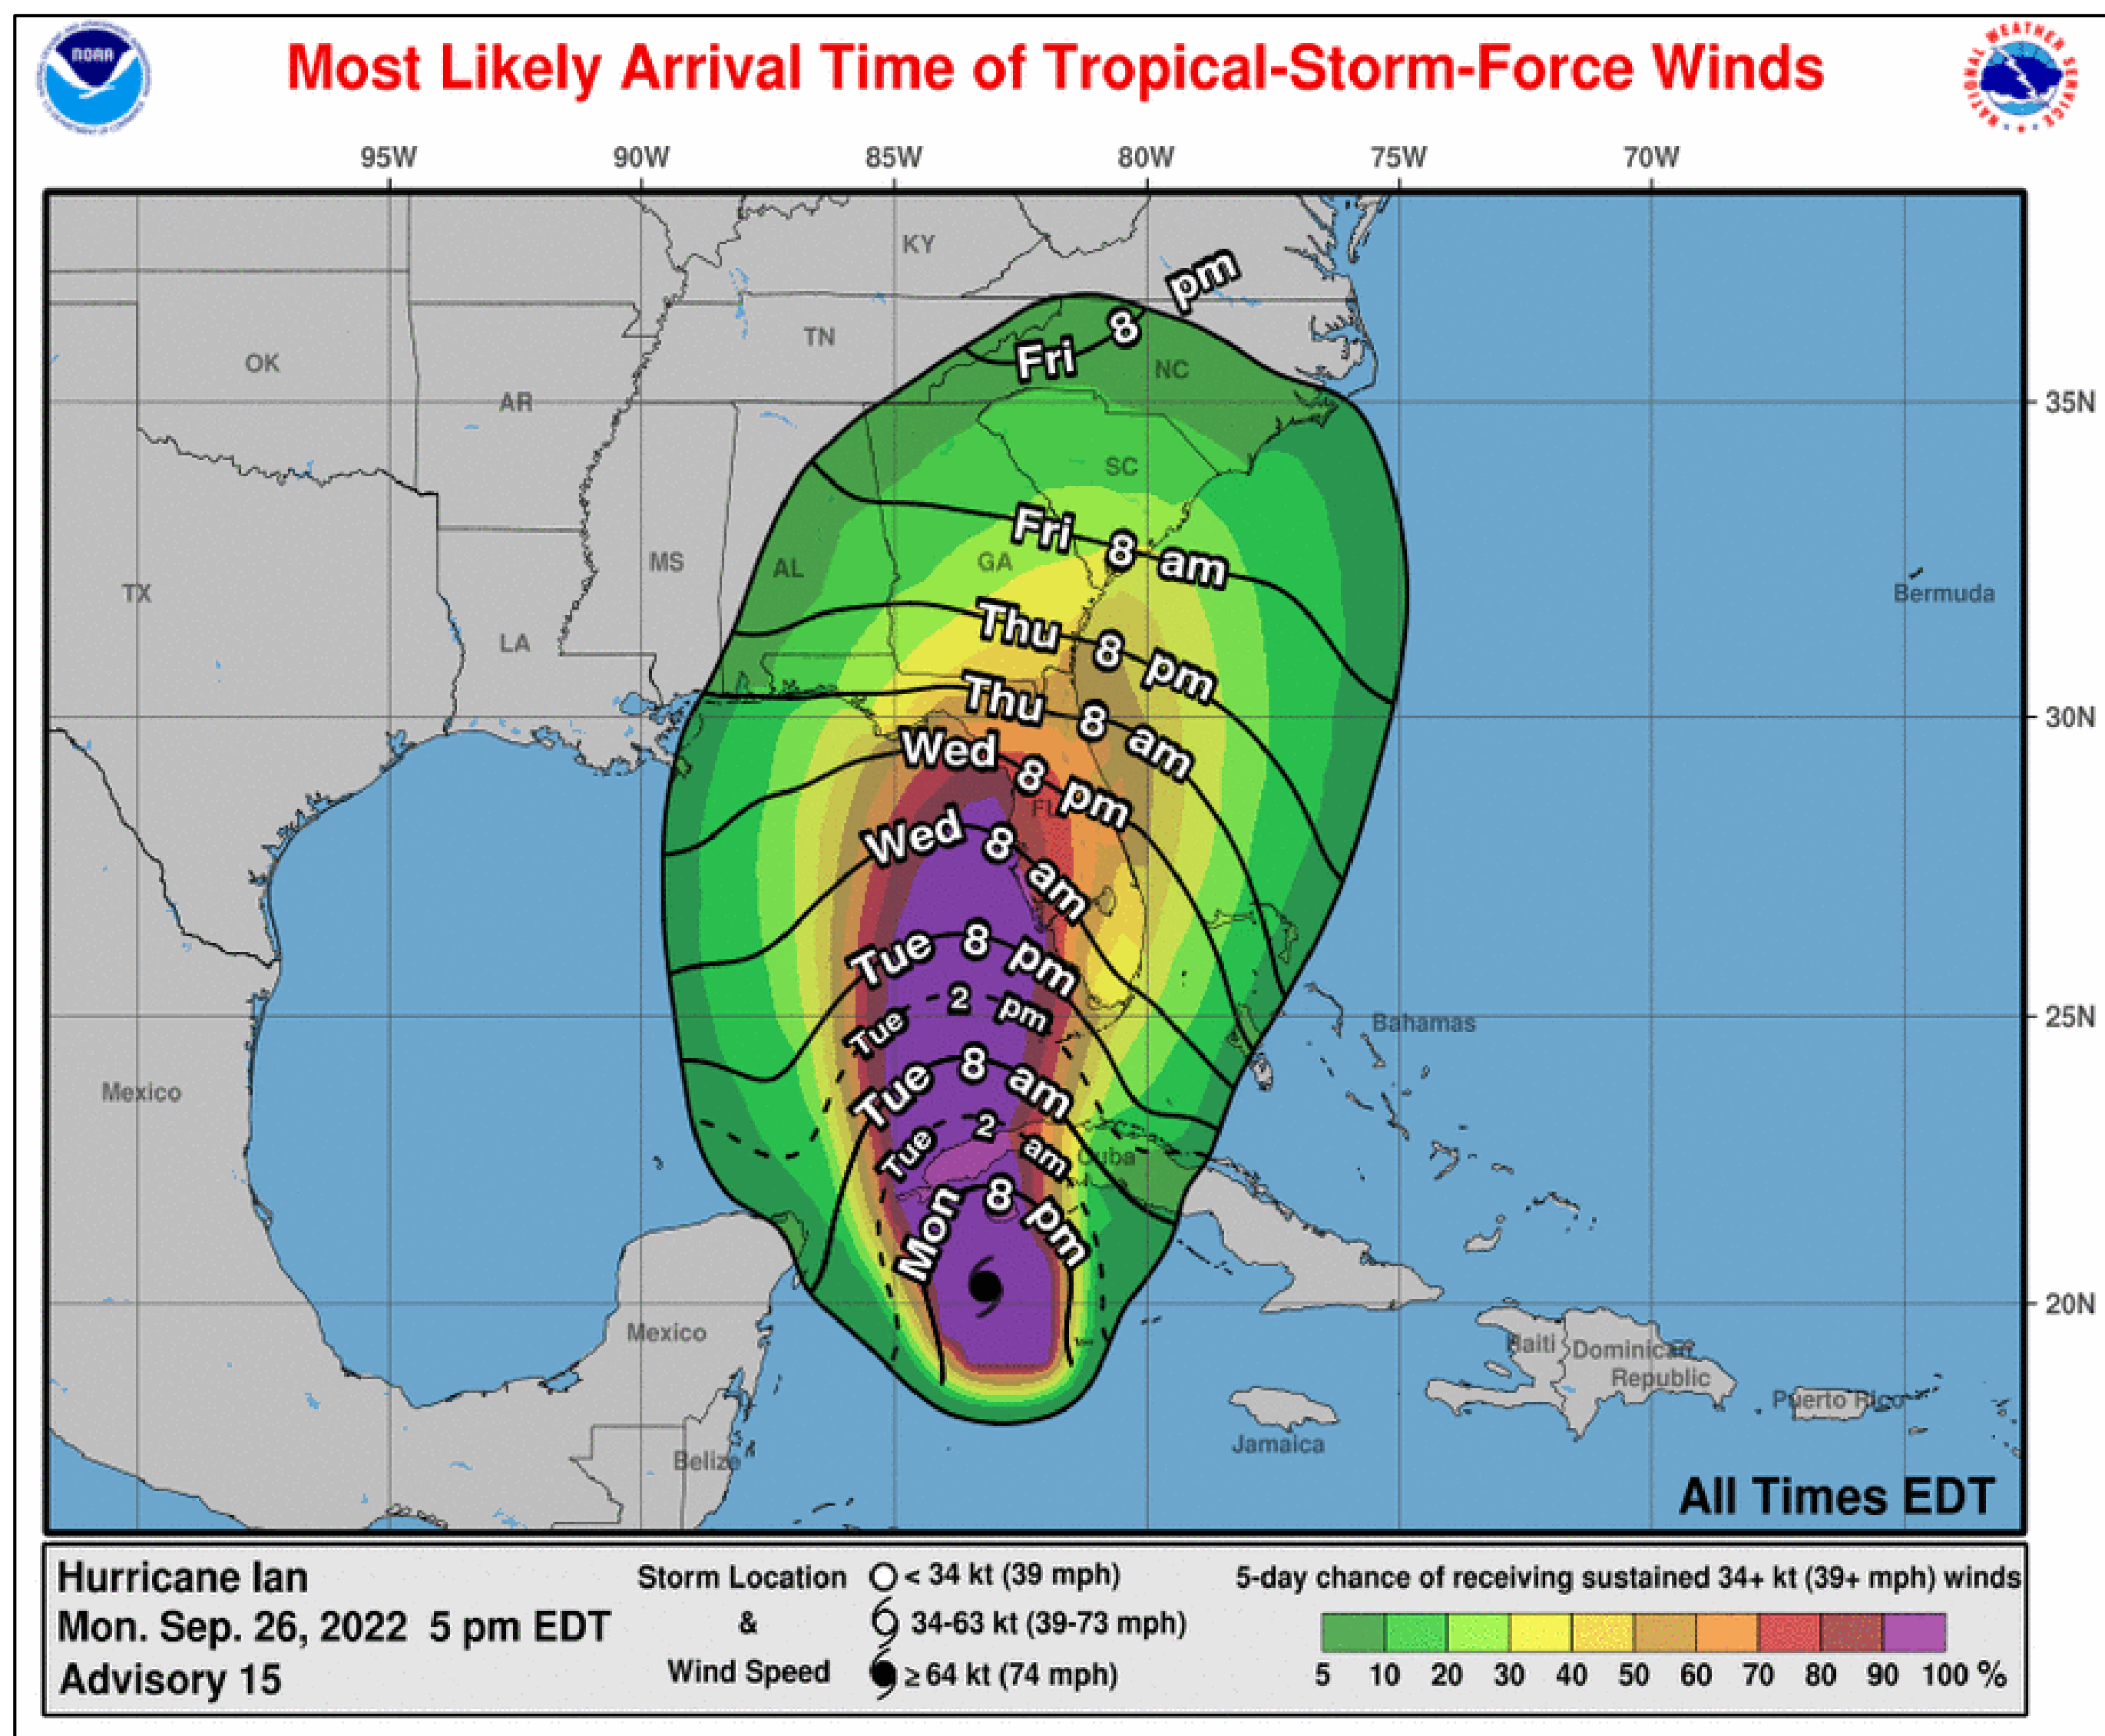 NOAA
Most Likely Arrival Time of Tropical-Storm-Force Winds
NATIONAL WEATHER SERVICE
95W 90W 85W 80W 75W 70W
KY
pm
8
Fri
TN
NC
OK
AR
35N
SC
Fri 8 am
MS
AL
GA
TX
Bermuda
LA
Thu 8 pm
Thu 8 am
30N
Wed 8 pm
FL
Wed 8 am
Tue 8 pm
Tue 2 pm
25N
Bahamas
Tue 8 am
Mexico
Tue 2 am
Cuba
Mon 8 pm
20N
Mexico
Haiti
Dominican
Republic
Puerto Rico
Jamaica
Belize
All Times EDT
Hurricane Ian
Mon. Sep. 26, 2022 5 pm EDT
Advisory 15
Storm Location
&
Wind Speed
< 34 kt (39 mph)
34-63 kt (39-73 mph)
≥ 64 kt (74 mph)
5-day chance of receiving sustained 34+ kt (39+ mph) winds
5 10 20 30 40 50 60 70 80 90 100 %